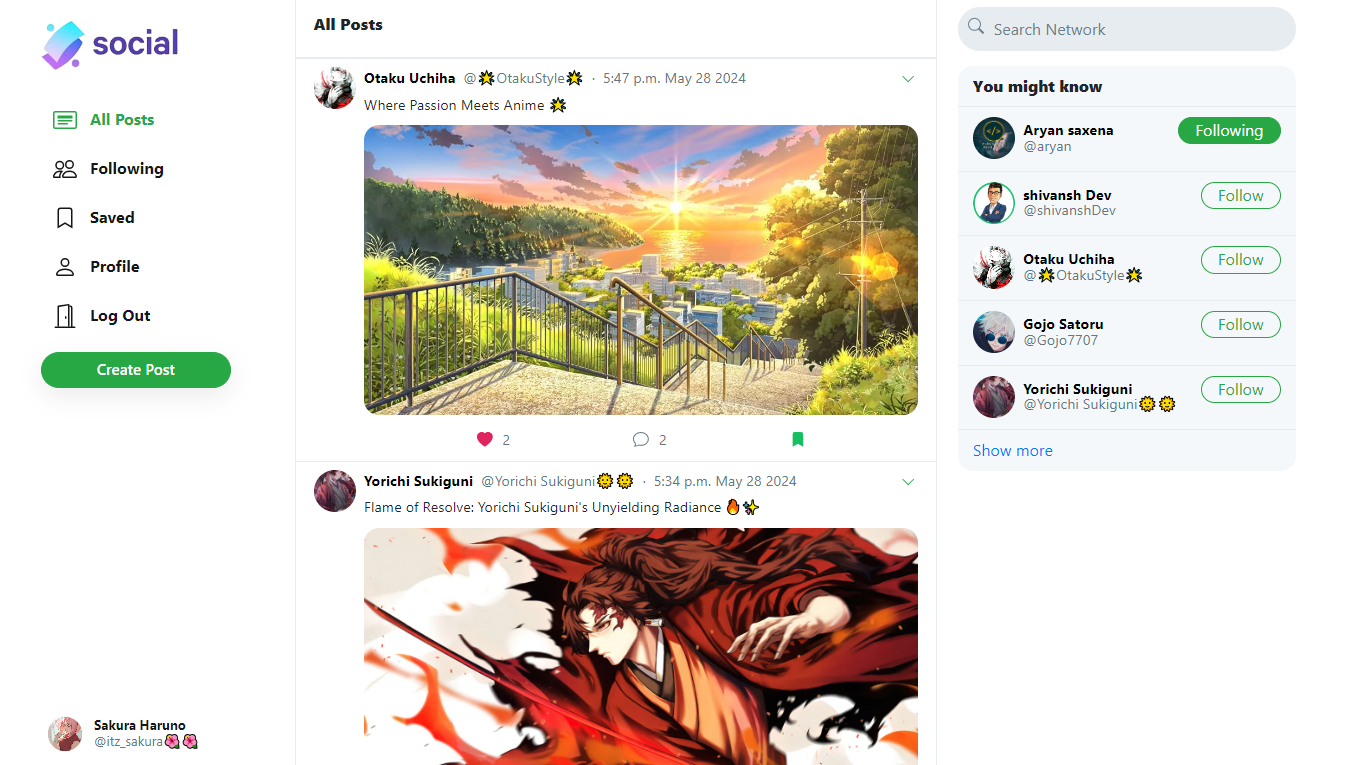 social
All Posts
Following
Saved
Profile
Log Out
Create Post
Sakura Haruno
@itz_sakura🌺🌺
All Posts
Otaku Uchiha @🌟OtakuStyle🌟 · 5:47 p.m. May 28 2024
Where Passion Meets Anime 🌟
2 2
Yorichi Sukiguni @Yorichi Sukiguni🌞🌞 · 5:34 p.m. May 28 2024
Flame of Resolve: Yorichi Sukiguni's Unyielding Radiance 🔥✨
Search Network
You might know
Aryan saxena
@aryan
Following
shivansh Dev
@shivanshDev
Follow
Otaku Uchiha
@🌟OtakuStyle🌟
Follow
Gojo Satoru
@Gojo7707
Follow
Yorichi Sukiguni
@Yorichi Sukiguni🌞🌞
Follow
Show more